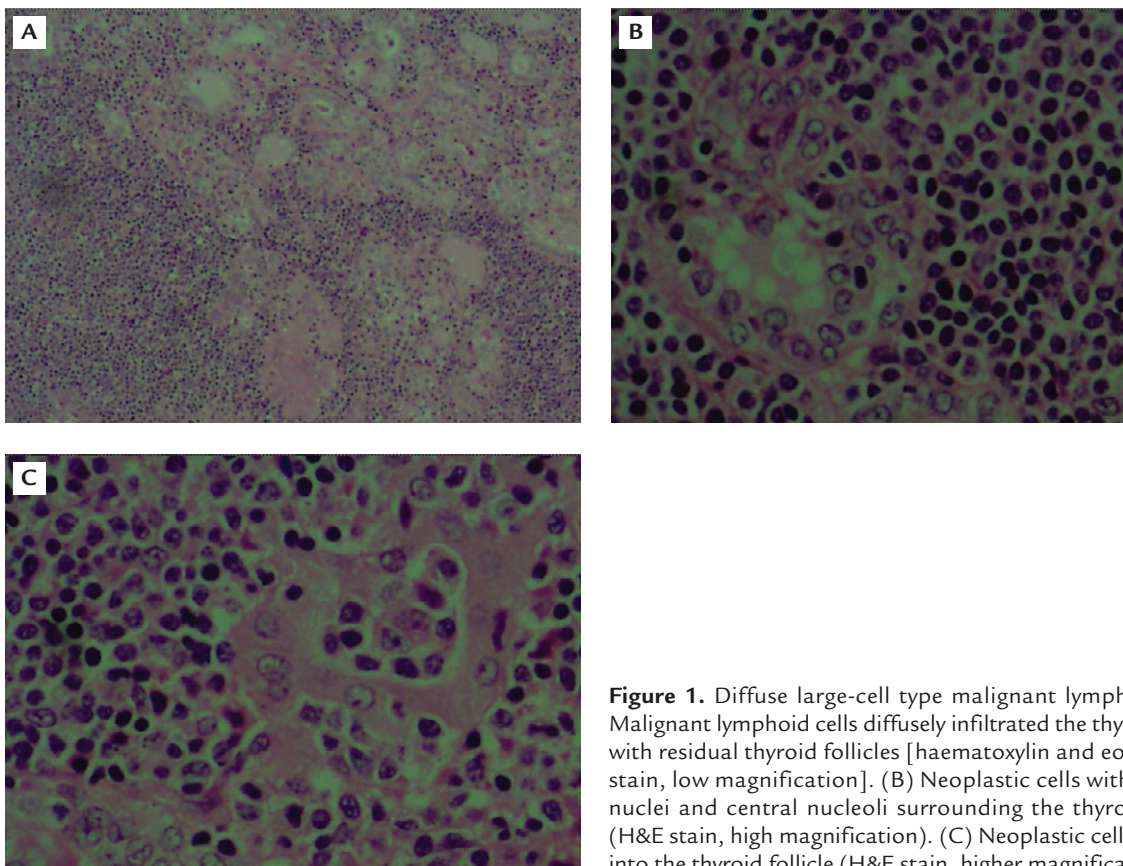 A
B
C
Figure 1. Diffuse large-cell type malignant
Malignant lymphoid cells diffusely infiltrated the
with residual thyroid follicles [haematoxylin and
stain, low magnification]. (B) Neoplastic cells with
nuclei and central nucleoli surrounding the
(H&E stain, high magnification). (C) Neoplastic
into the thyroid follicle (H&E stain, higher